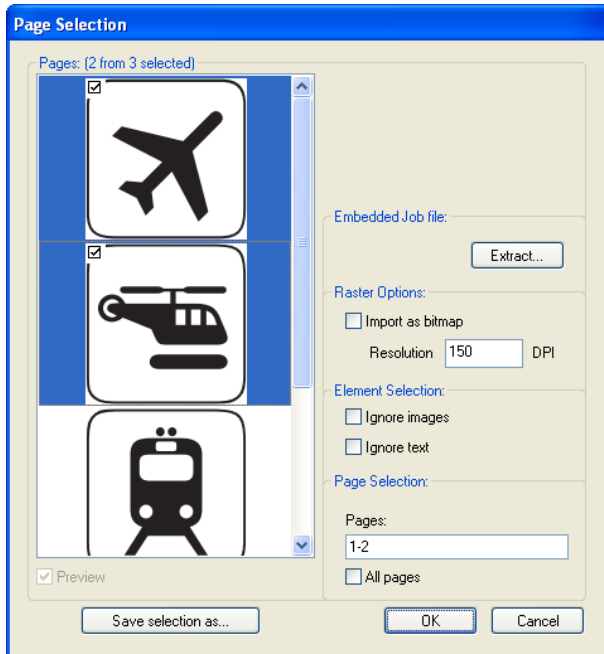 Page Selection
Pages: (2 from 3 selected)
Embedded Job file:
Extract...
Raster Options:
Import as bitmap
Resolution 150 DPI
Element Selection:
Ignore images
Ignore text
Page Selection:
Pages:
1-2
All pages
Preview
Save selection as...
OK Cancel